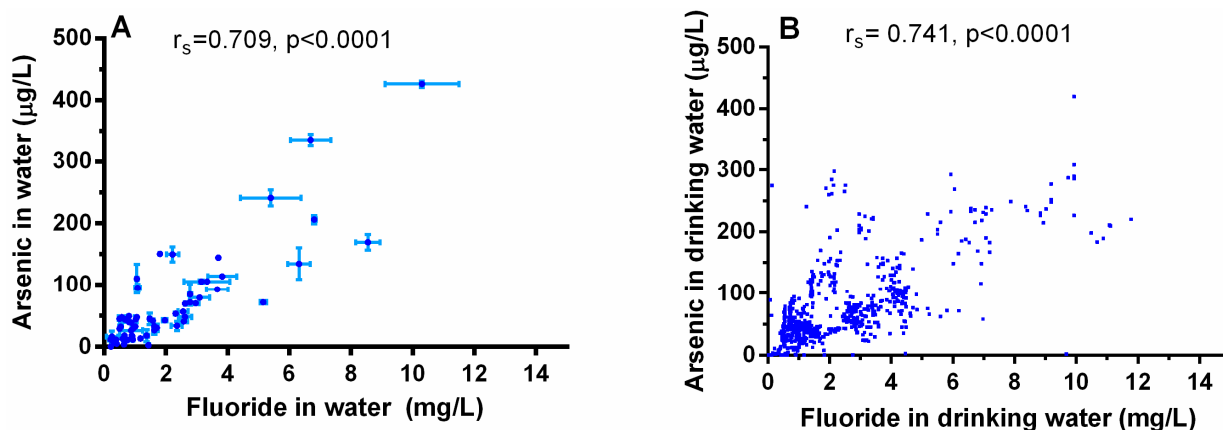 A
r_s=0.709, p<0.0001
500
400
300
200
100
0
Arsenic in water (µg/L)
0 2 4 6 8 10 12 14
Fluoride in water (mg/L)
B
r_s= 0.741, p<0.0001
500
400
300
200
100
0
Arsenic in drinking water (µg/L)
0 2 4 6 8 10 12 14
Fluoride in drinking water (mg/L)